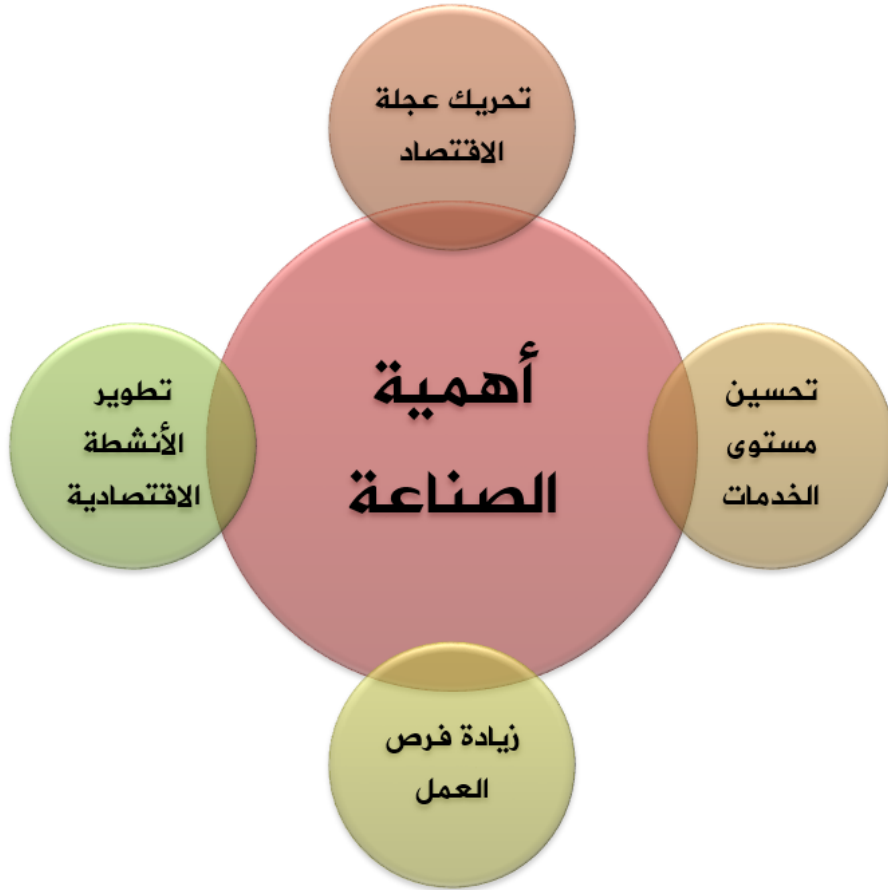 تحريك عجلة
الاقتصاد
أهمية
الصناعة
تحسين
مستوى
الخدمات
تطوير
الأنشطة
الاقتصادية
زيادة فرص
العمل